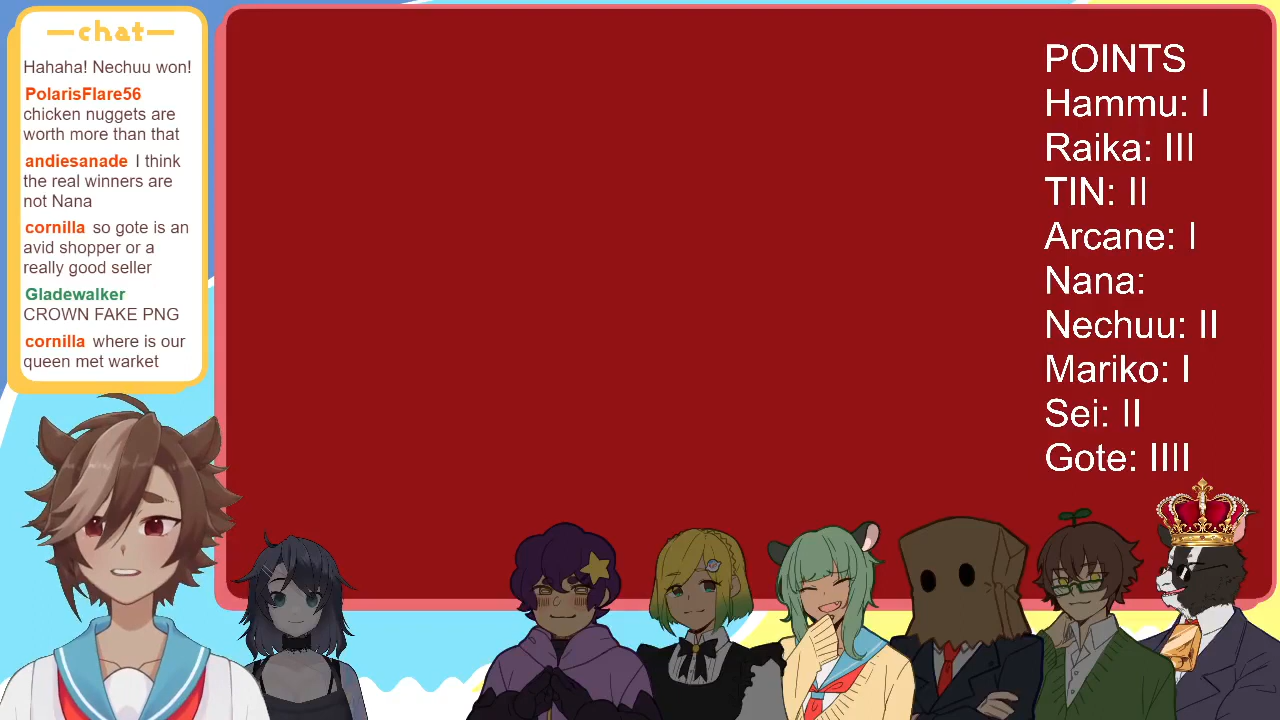 chat
Hahaha! Nechuu won!
PolarisFlare56
chicken nuggets are
worth more than that
andiesanade I think
the real winners are
not Nana
cornilla so gote is an
avid shopper or a
really good seller
Gladewalker
CROWN FAKE PNG
cornilla where is our
queen met warket
POINTS
Hammu: I
Raika: III
TIN: II
Arcane: I
Nana:
Nechuu: II
Mariko: I
Sei: II
Gote: IIII